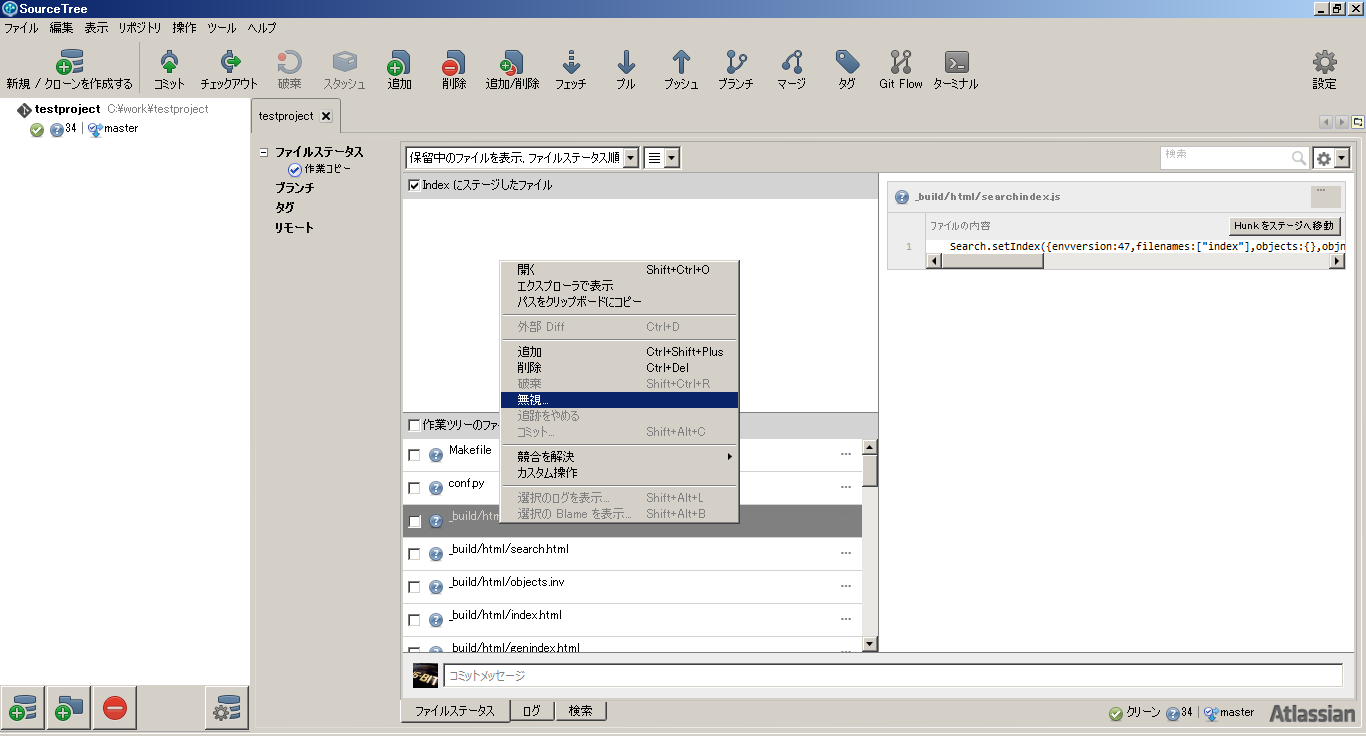 SourceTree
ファイル 編集 表示 リポジトリ 操作 ツール ヘルプ
新規 / クローンを作成する コミット チェックアウト 破棄 スタッシュ 追加 削除 追加/削除 フェッチ プル プッシュ ブランチ マージ タグ Git Flow ターミナル 設定
testproject C:¥work¥testproject
34 master
testproject
ファイルステータス
作業コピー
ブランチ
タグ
リモート
保留中のファイルを表示, ファイルステータス順
検索
Index にステージしたファイル
開く Shift+Ctrl+O
エクスプローラで表示
パスをクリップボードにコピー
外部 Diff Ctrl+D
追加 Ctrl+Shift+Plus
削除 Ctrl+Del
破棄 Shift+Ctrl+R
無視...
追跡をやめる
コミット... Shift+Alt+C
競合を解決
カスタム操作
選択のログを表示... Shift+Alt+L
選択の Blame を表示... Shift+Alt+B
作業ツリーのファ
Makefile
conf.py
_build/htm
_build/html/search.html
_build/html/objects.inv
_build/html/index.html
_build/html/genindex.html
_build/html/searchindex.js
ファイルの内容 Hunk をステージへ移動
1 Search.setIndex({envversion:47,filenames:["index"],objects:{},objn
5-BIT
コミットメッセージ
ファイルステータス ログ 検索
クリーン 34 master Atlassian